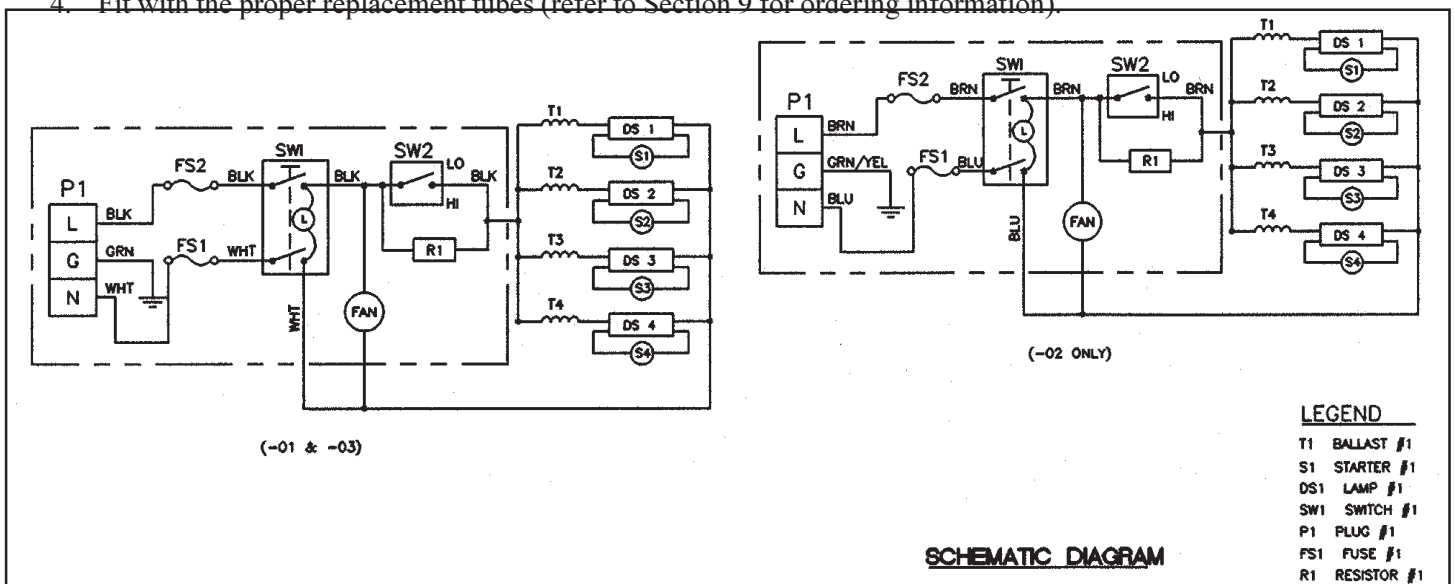 4. Fit with the proper replacement tubes (refer to Section 9 for ordering information).
P1
L
G
N
BLK
GRN
WHT
FS2
FS1
BLK
WHT
SW1
L
BLK
WHT
FAN
SW2
LO
HI
BLK
R1
T1
DS 1
S1
T2
DS 2
S2
T3
DS 3
S3
T4
DS 4
S4
(-01 & -03)
P1
L
G
N
BRN
GRN/YEL
BLU
FS2
FS1
BRN
BLU
SW1
L
BRN
BLU
FAN
SW2
LO
HI
BRN
R1
T1
DS 1
S1
T2
DS 2
S2
T3
DS 3
S3
T4
DS 4
S4
(-02 ONLY)
LEGEND
T1 BALLAST #1
S1 STARTER #1
DS1 LAMP #1
SW1 SWITCH #1
P1 PLUG #1
FS1 FUSE #1
R1 RESISTOR #1
SCHEMATIC DIAGRAM